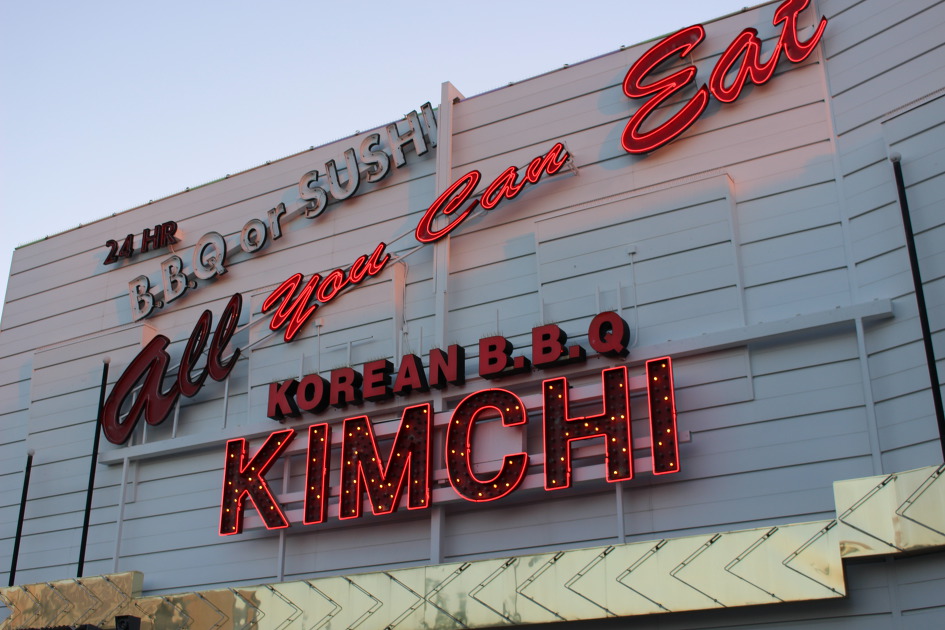 24 HR
B.B.Q or SUSHI
All You Can Eat
KOREAN B.B.Q
KIMCHI